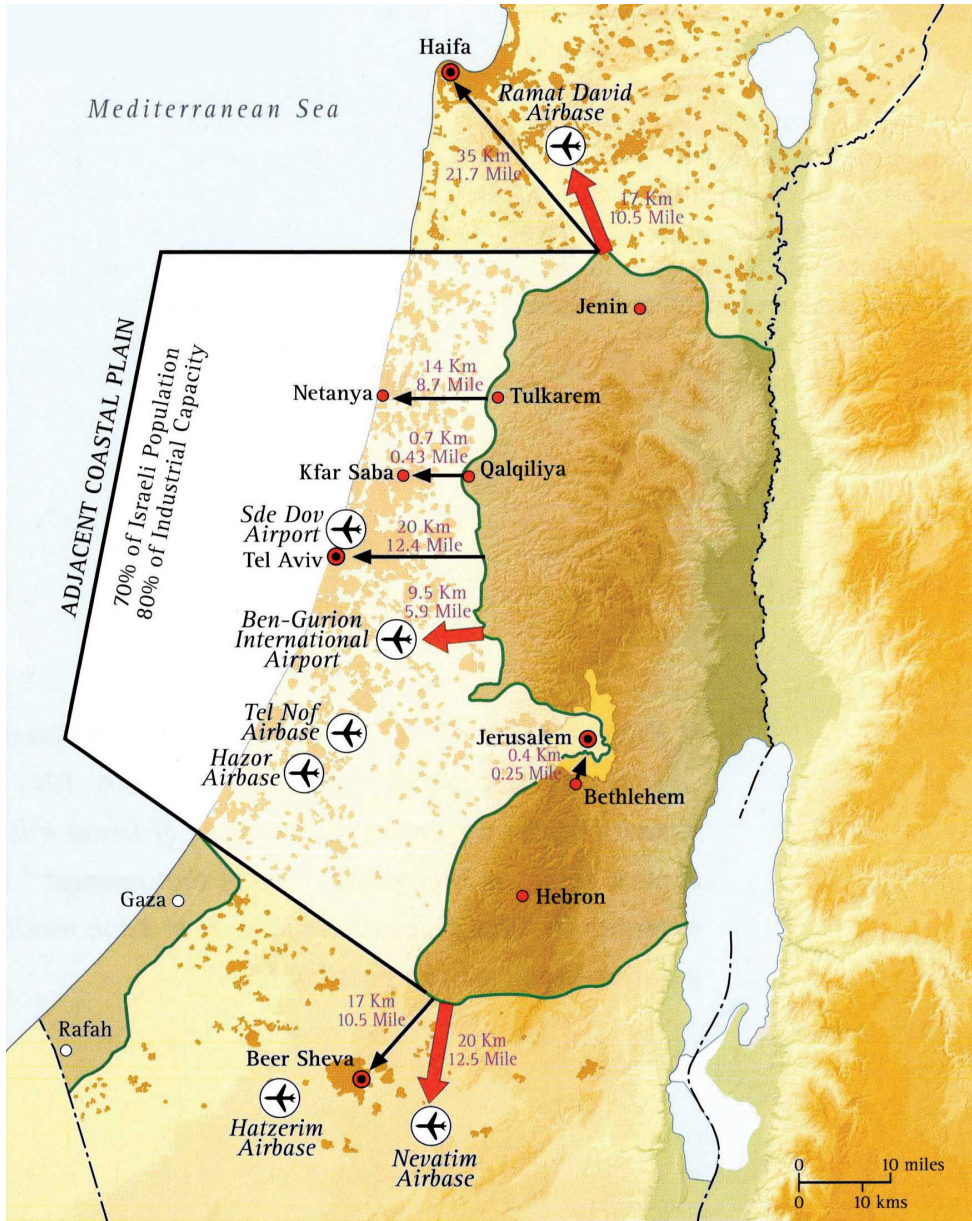 Haifa
Mediterranean Sea
Ramat David
Airbase
35 Km
21.7 Mile
17 Km
10.5 Mile
Jenin
ADJACENT COASTAL PLAIN
70% of Israeli Population
80% of Industrial Capacity
14 Km
8.7 Mile
Netanya
Tulkarem
0.7 Km
0.43 Mile
Kfar Saba
Qalqiliya
Sde Dov
Airport
20 Km
12.4 Mile
Tel Aviv
9.5 Km
5.9 Mile
Ben-Gurion
International
Airport
Tel Nof
Airbase
Hazor
Airbase
Jerusalem
0.4 Km
0.25 Mile
Bethlehem
Gaza
Hebron
17 Km
10.5 Mile
Rafah
20 Km
12.5 Mile
Beer Sheva
Hatzerim
Airbase
Nevatim
Airbase
0 10 miles
0 10 kms